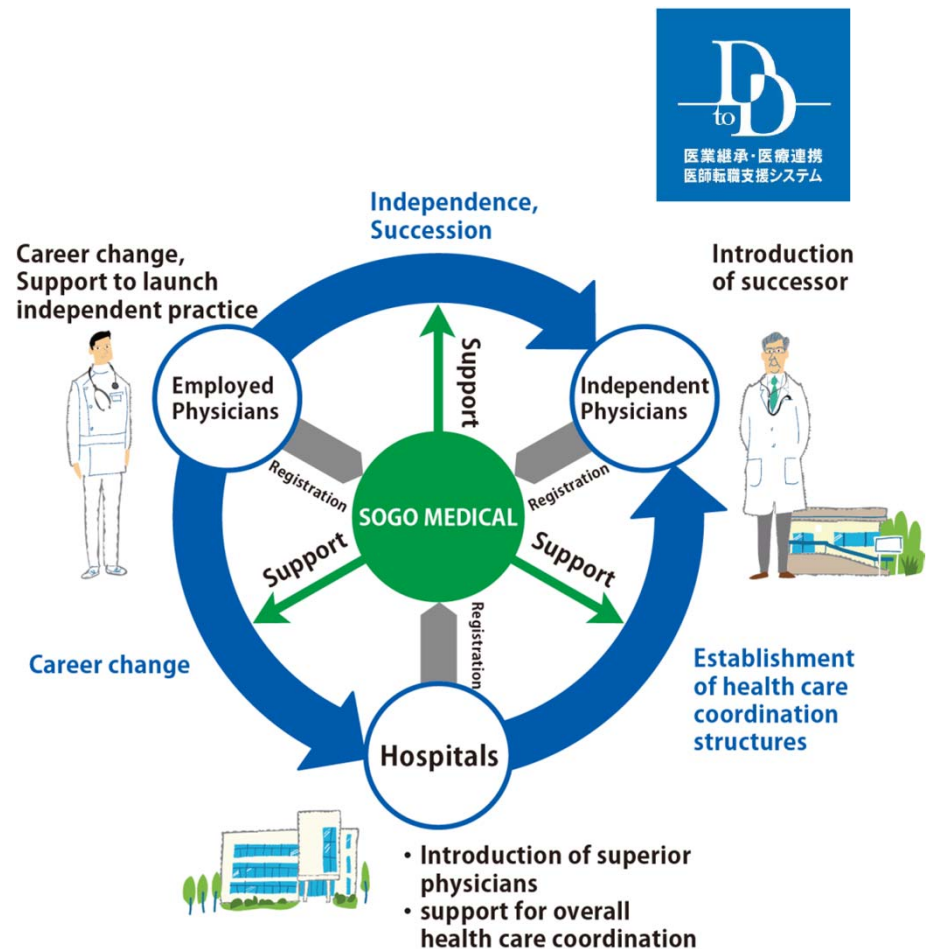 D
to D
医業継承・医療連携
医師転職支援システム
Independence,
Succession
Career change,
Support to launch
independent practice
Introduction
of successor
Employed
Physicians
Support
Independent
Physicians
Registration
Registration
SOGO MEDICAL
Support
Support
Registration
Career change
Establishment
of health care
coordination
structures
Hospitals
• Introduction of superior
physicians
• support for overall
health care coordination